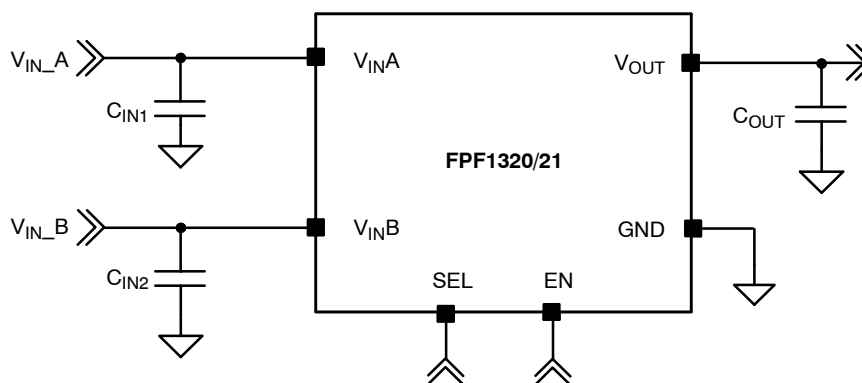 V_IN_A
V_INA
V_OUT
C_IN1
C_OUT
FPF1320/21
V_IN_B
V_INB
GND
C_IN2
SEL
EN